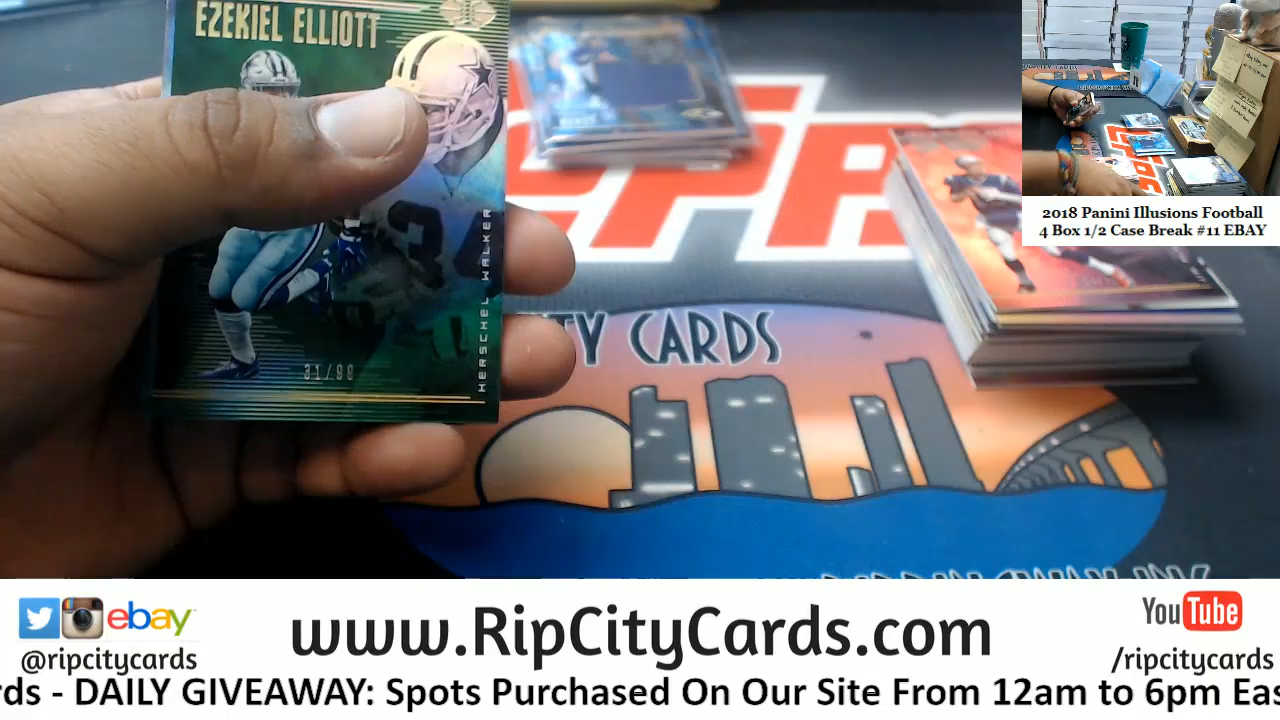 EZEKIEL ELLIOTT
HERSCHEL WALKER
31/99
TY CARDS
2018 Panini Illusions Football
4 Box 1/2 Case Break #11 EBAY
ebay
@ripcitycards
www.RipCityCards.com
YouTube
/ripcitycards
rds - DAILY GIVEAWAY: Spots Purchased On Our Site From 12am to 6pm Eas